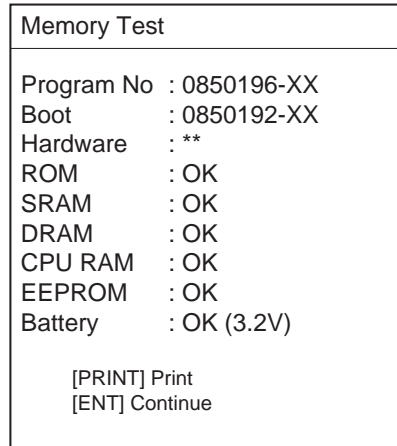 Memory Test
Program No : 0850196-XX
Boot : 0850192-XX
Hardware : **
ROM : OK
SRAM : OK
DRAM : OK
CPU RAM : OK
EEPROM : OK
Battery : OK (3.2V)
[PRINT] Print
[ENT] Continue